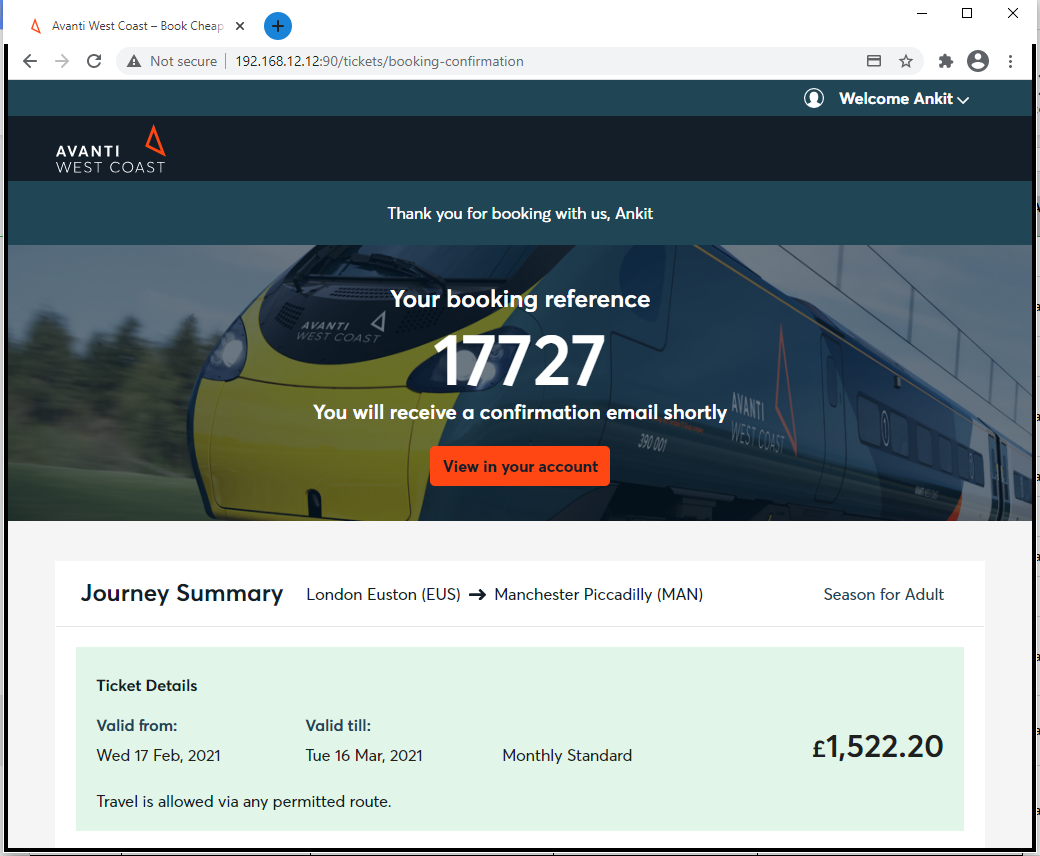 Avanti West Coast – Book Cheap
Not secure
192.168.12.12:90/tickets/booking-confirmation
Welcome Ankit
AVANTI
WEST COAST
Thank you for booking with us, Ankit
Your booking reference
17727
You will receive a confirmation email shortly
View in your account
AVANTI
WEST COAST
AVANTI
WEST COAST
390 001
Journey Summary
London Euston (EUS) → Manchester Piccadilly (MAN)
Season for Adult
Ticket Details
Valid from:
Valid till:
Wed 17 Feb, 2021
Tue 16 Mar, 2021
Monthly Standard
£1,522.20
Travel is allowed via any permitted route.